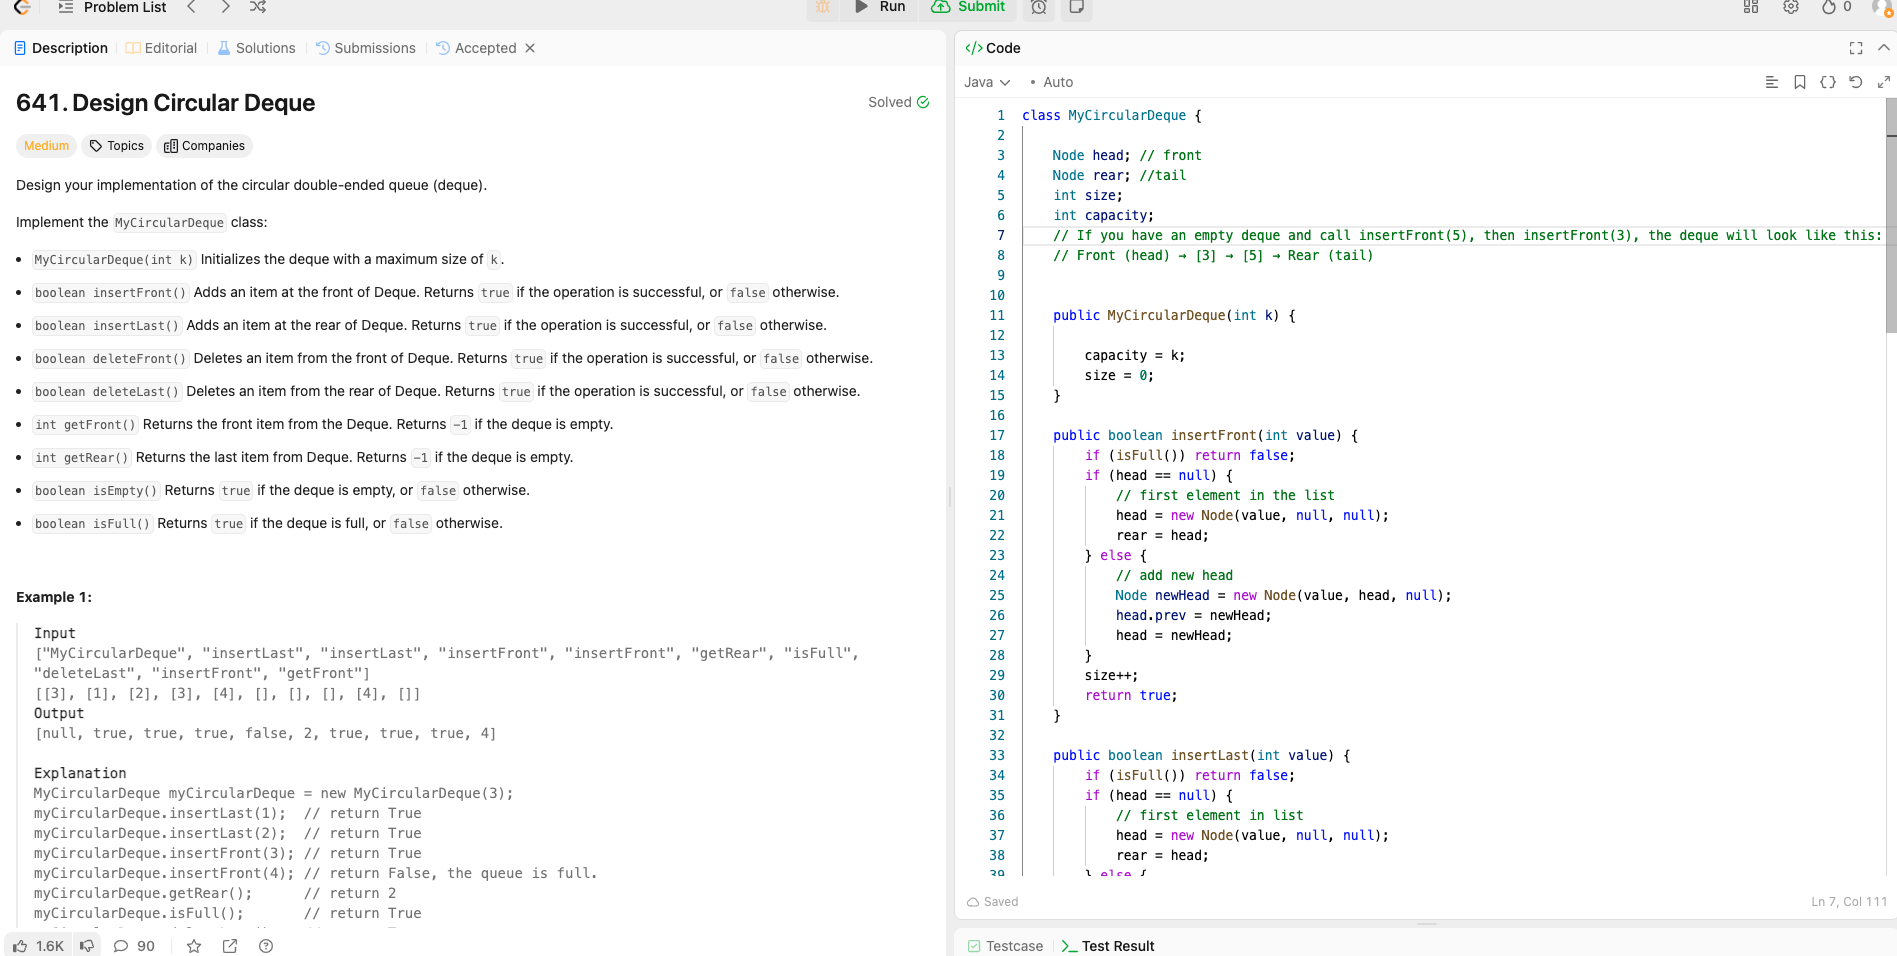 Problem List
Run
Submit
0
Description
Editorial
Solutions
Submissions
Accepted
641. Design Circular Deque
Solved
Medium
Topics
Companies
Design your implementation of the circular double-ended queue (deque).
Implement the MyCircularDeque class:
• MyCircularDeque(int k) Initializes the deque with a maximum size of k.
• boolean insertFront() Adds an item at the front of Deque. Returns true if the operation is successful, or false otherwise.
• boolean insertLast() Adds an item at the rear of Deque. Returns true if the operation is successful, or false otherwise.
• boolean deleteFront() Deletes an item from the front of Deque. Returns true if the operation is successful, or false otherwise.
• boolean deleteLast() Deletes an item from the rear of Deque. Returns true if the operation is successful, or false otherwise.
• int getFront() Returns the front item from the Deque. Returns -1 if the deque is empty.
• int getRear() Returns the last item from Deque. Returns -1 if the deque is empty.
• boolean isEmpty() Returns true if the deque is empty, or false otherwise.
• boolean isFull() Returns true if the deque is full, or false otherwise.
Example 1:
Input
["MyCircularDeque", "insertLast", "insertLast", "insertFront", "insertFront", "getRear", "isFull",
"deleteLast", "insertFront", "getFront"]
[[3], [1], [2], [3], [4], [], [], [], [4], []]
Output
[null, true, true, true, false, 2, true, true, true, 4]
Explanation
MyCircularDeque myCircularDeque = new MyCircularDeque(3);
myCircularDeque.insertLast(1);  // return True
myCircularDeque.insertLast(2);  // return True
myCircularDeque.insertFront(3); // return True
myCircularDeque.insertFront(4); // return False, the queue is full.
myCircularDeque.getRear();      // return 2
myCircularDeque.isFull();       // return True
1.6K
90
</> Code
Java
• Auto
1 class MyCircularDeque {
2
3     Node head; // front
4     Node rear; //tail
5     int size;
6     int capacity;
7     // If you have an empty deque and call insertFront(5), then insertFront(3), the deque will look like this:
8     // Front (head) → [3] → [5] → Rear (tail)
9
10
11     public MyCircularDeque(int k) {
12
13         capacity = k;
14         size = 0;
15     }
16
17     public boolean insertFront(int value) {
18         if (isFull()) return false;
19         if (head == null) {
20             // first element in the list
21             head = new Node(value, null, null);
22             rear = head;
23         } else {
24             // add new head
25             Node newHead = new Node(value, head, null);
26             head.prev = newHead;
27             head = newHead;
28         }
29         size++;
30         return true;
31     }
32
33     public boolean insertLast(int value) {
34         if (isFull()) return false;
35         if (head == null) {
36             // first element in list
37             head = new Node(value, null, null);
38             rear = head;
39         } else {
Saved
Ln 7, Col 111
Testcase
Test Result